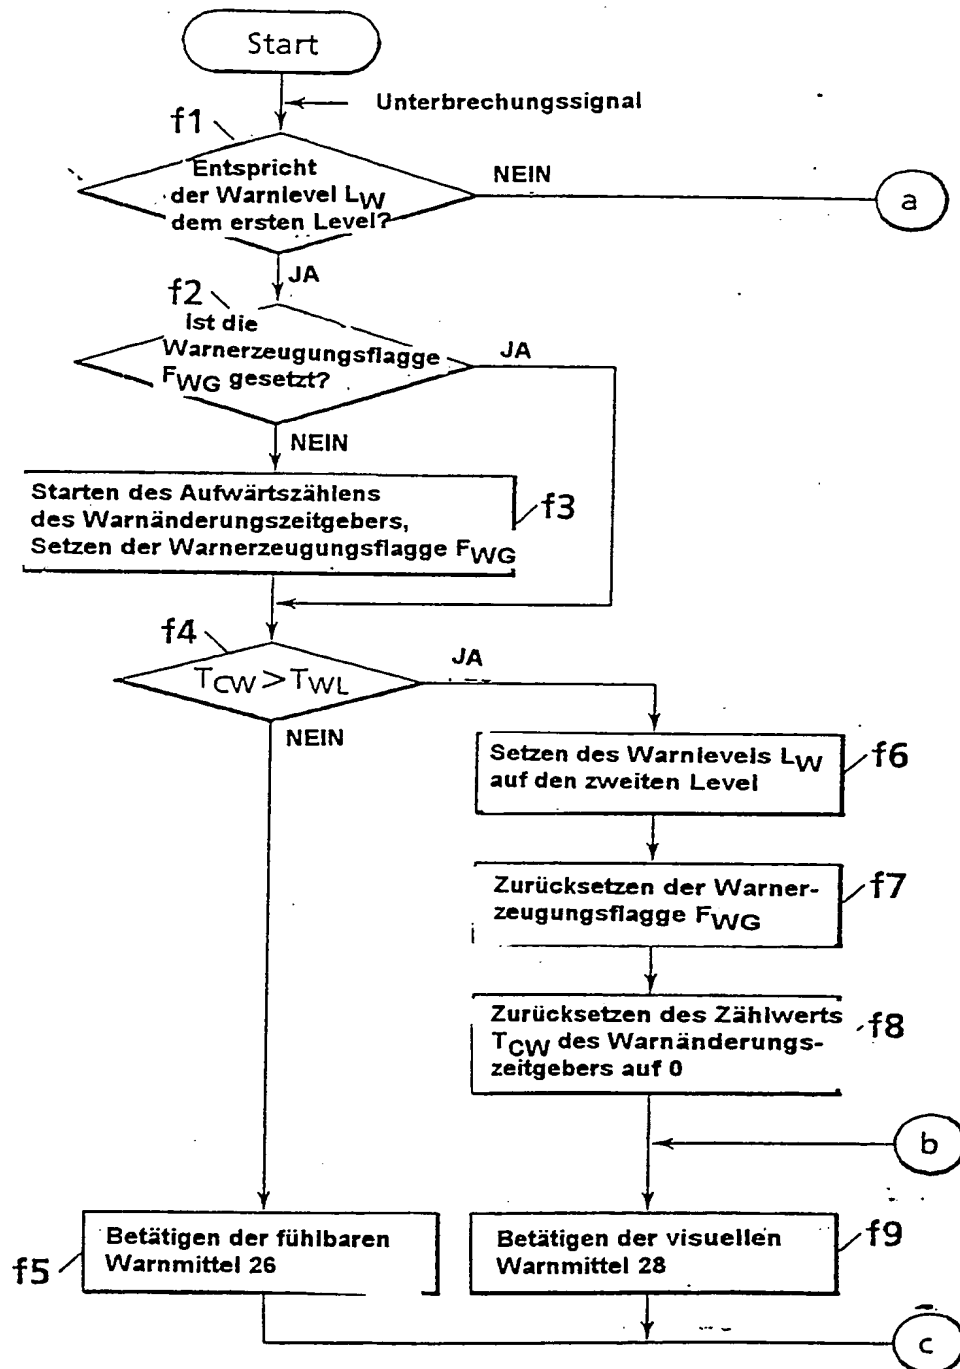 Start
Unterbrechungssignal
f1
Entspricht
der Warnlevel LW
dem ersten Level?
NEIN
a
JA
f2
Ist die
Warnerzeugungsflagge
FWG gesetzt?
JA
NEIN
Starten des Aufwärtszählens
des Warnänderungszeitgebers,
Setzen der Warnerzeugungsflagge FWG
f3
f4
TCW > TWL
JA
NEIN
Setzen des Warnlevels LW
auf den zweiten Level
f6
Zurücksetzen der Warner-
zeugungsflagge FWG
f7
Zurücksetzen des Zählwerts
TCW des Warnänderungs-
zeitgebers auf 0
f8
b
Betätigen der fühlbaren
Warnmittel 26
f5
Betätigen der visuellen
Warnmittel 28
f9
c